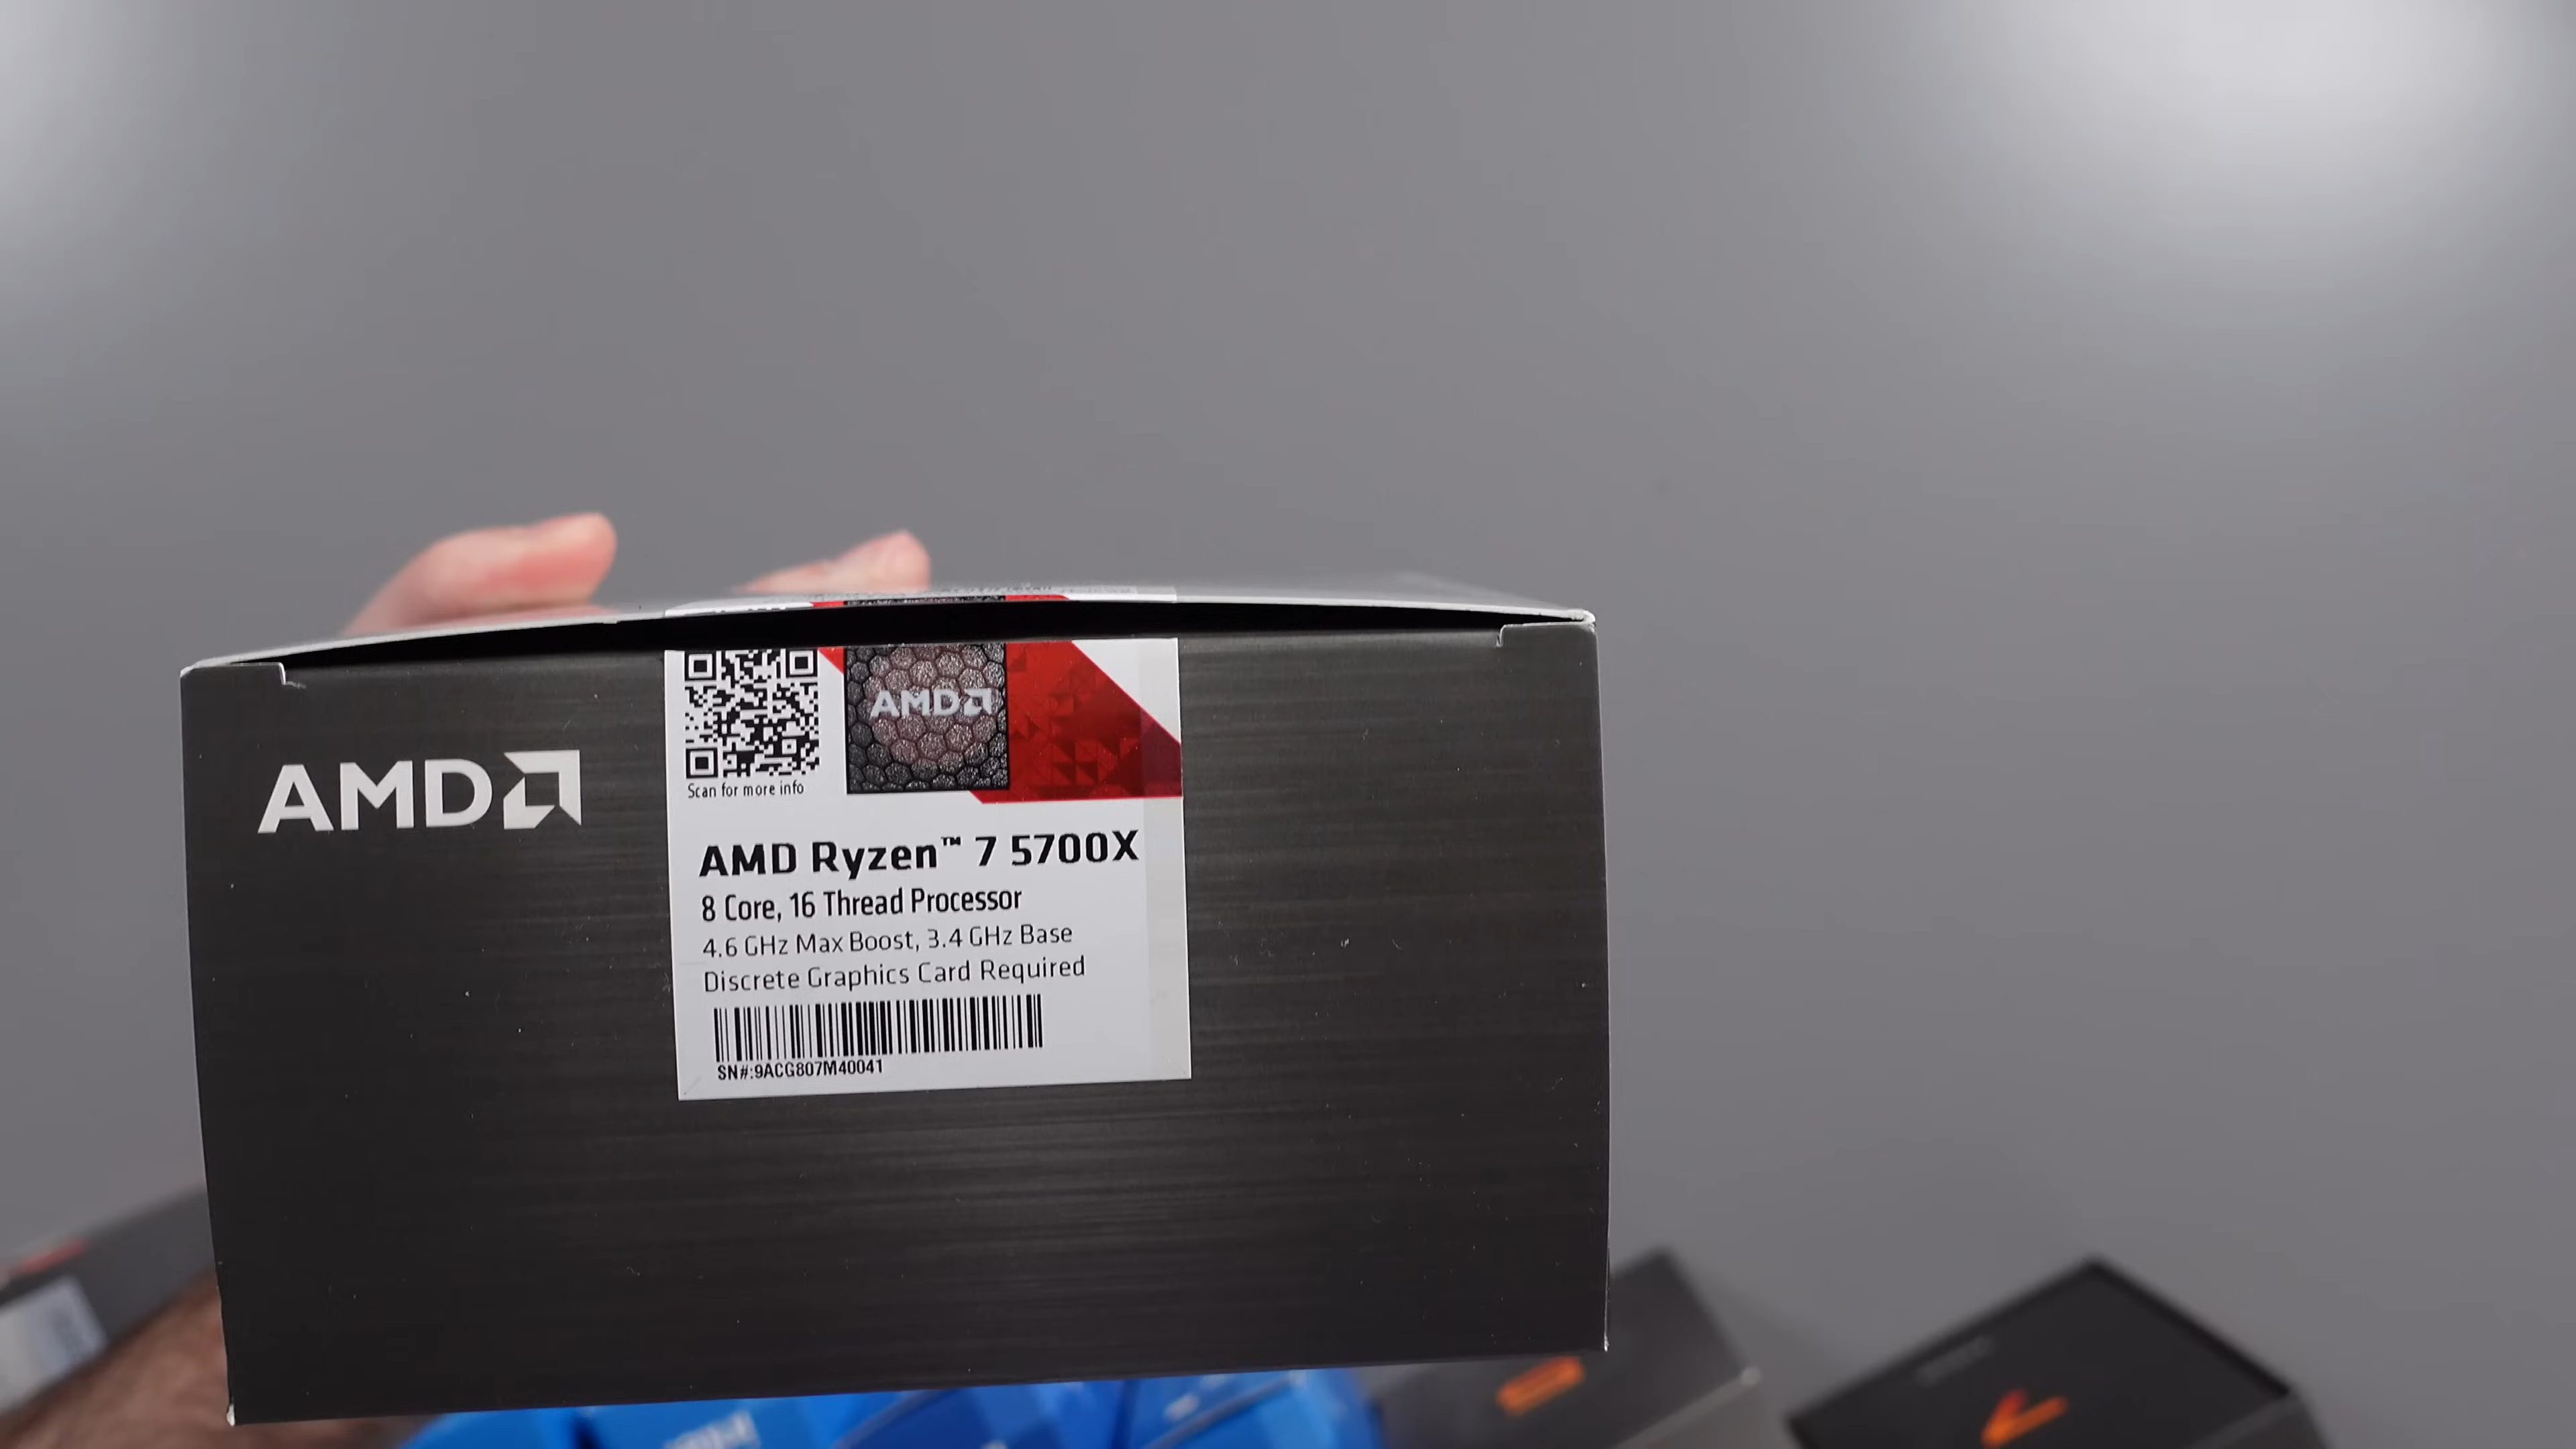 AMD
AMD
Scan for more info
AMD Ryzen™ 7 5700X
8 Core, 16 Thread Processor
4.6 GHz Max Boost, 3.4 GHz Base
Discrete Graphics Card Required
SN#:9ACG807M40041